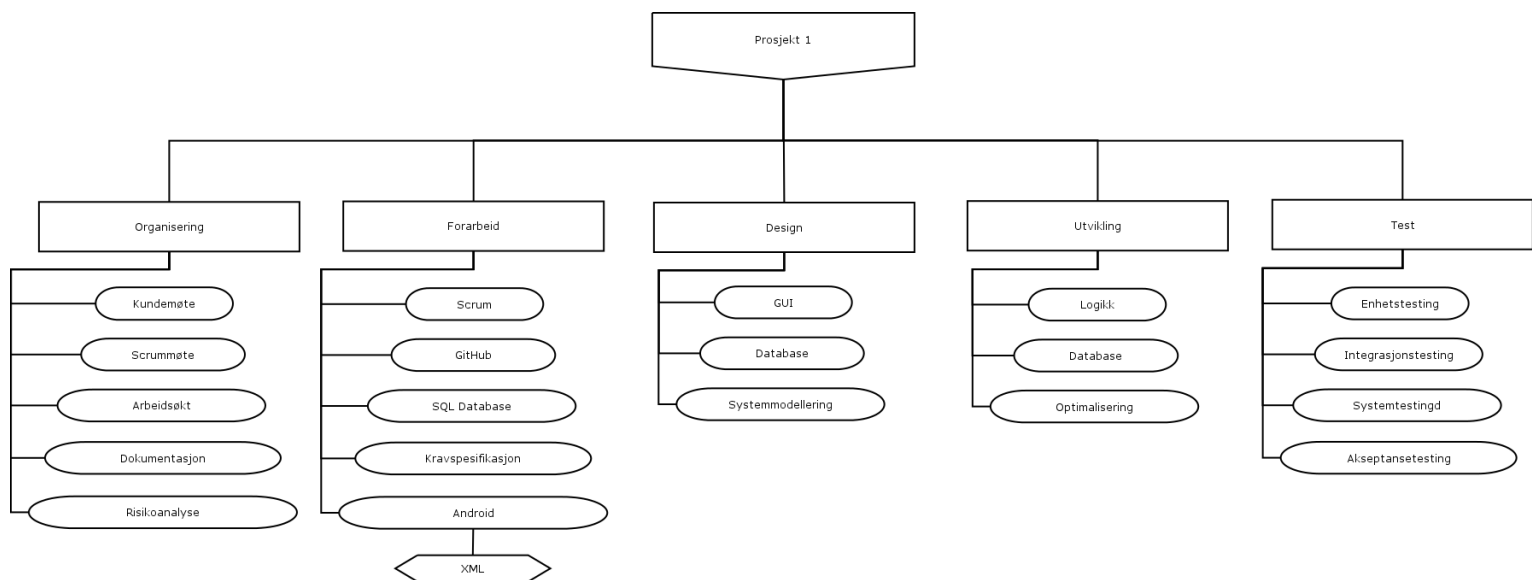 Prosjekt 1
Organisering
Forarbeid
Design
Utvikling
Test
Kundemøte
Scrummøte
Arbeidsøkt
Dokumentasjon
Risikoanalyse
Scrum
GitHub
SQL Database
Kravspesifikasjon
Android
XML
GUI
Database
Systemmodellering
Logikk
Database
Optimalisering
Enhetstesting
Integrasjonstesting
Systemtestingd
Akseptansetesting